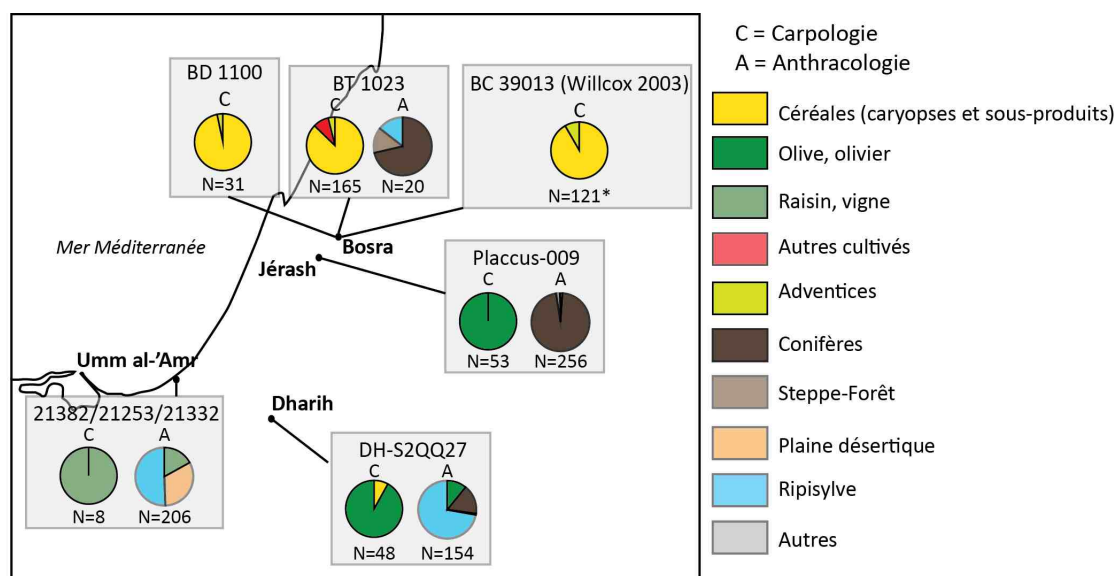 C = Carpologie
A = Anthracologie
BD 1100
C
N=31
BT 1023
C A
N=165 N=20
BC 39013 (Willcox 2003)
C
N=121*
Mer Méditerranée
Bosra
Jérash
Placcus-009
C A
N=53 N=256
Umm al-’Amr
21382/21253/21332
C A
N=8 N=206
Dharih
DH-S2QQ27
C A
N=48 N=154
Céréales (caryopses et sous-produits)
Olive, olivier
Raisin, vigne
Autres cultivés
Adventices
Conifères
Steppe-Forêt
Plaine désertique
Ripisylve
Autres